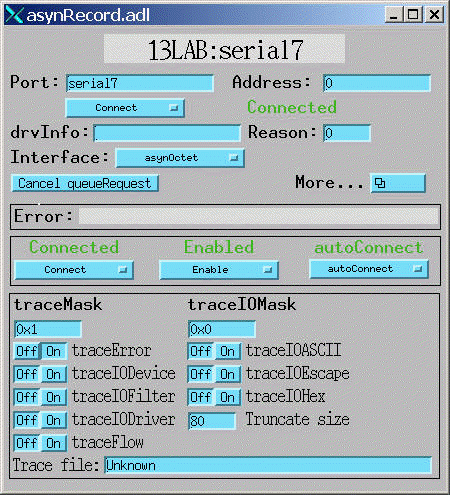 asynRecord.adl
13LAB:serial7
Port: serial7 Address: 0
Connect Connected
drvInfo: Reason: 0
Interface: asynOctet
Cancel queueRequest More...
Error:
Connected Enabled autoConnect
Connect Enable autoConnect
traceMask traceIOMask
0x1 0x0
Off On traceError Off On traceIOASCII
Off On traceIODevice Off On traceIOEscape
Off On traceIOFilter Off On traceIOHex
Off On traceIODriver 80 Truncate size
Off On traceFlow
Trace file: Unknown